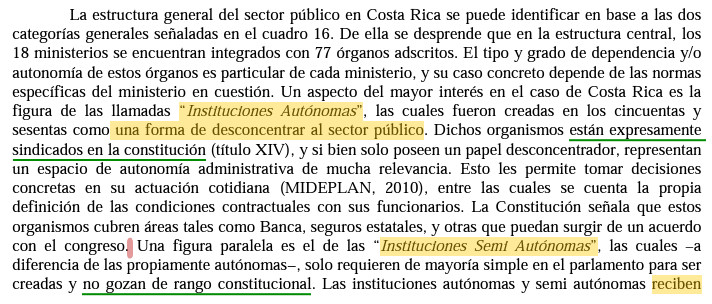 La estructura general del sector público en Costa Rica se puede identificar en base a las dos
categorías generales señaladas en el cuadro 16. De ella se desprende que en la estructura central, los
18 ministerios se encuentran integrados con 77 órganos adscritos. El tipo y grado de dependencia y/o
autonomía de estos órganos es particular de cada ministerio, y su caso concreto depende de las normas
específicas del ministerio en cuestión. Un aspecto del mayor interés en el caso de Costa Rica es la
figura de las llamadas “Instituciones Autónomas”, las cuales fueron creadas en los cincuentas y
sesentas como una forma de desconcentrar al sector público. Dichos organismos están expresamente
sindicados en la constitución (título XIV), y si bien solo poseen un papel desconcentrador, representan
un espacio de autonomía administrativa de mucha relevancia. Esto les permite tomar decisiones
concretas en su actuación cotidiana (MIDEPLAN, 2010), entre las cuales se cuenta la propia
definición de las condiciones contractuales con sus funcionarios. La Constitución señala que estos
organismos cubren áreas tales como Banca, seguros estatales, y otras que puedan surgir de un acuerdo
con el congreso. Una figura paralela es el de las “Instituciones Semi Autónomas”, las cuales –a
diferencia de las propiamente autónomas–, solo requieren de mayoría simple en el parlamento para ser
creadas y no gozan de rango constitucional. Las instituciones autónomas y semi autónomas reciben